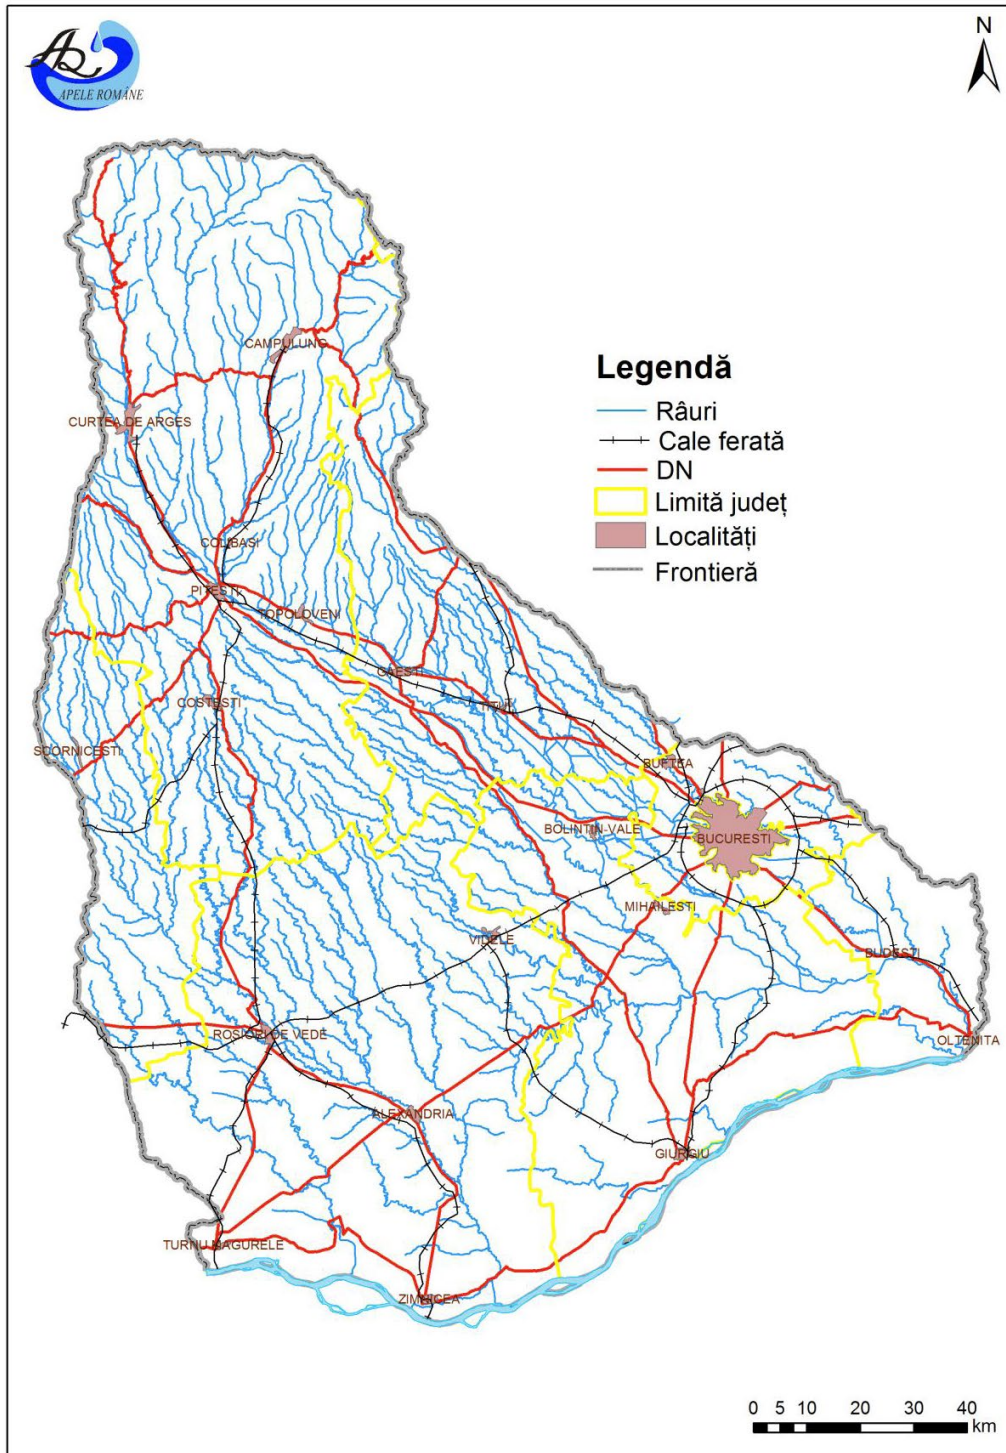 N
APELE ROMÂNE
CAMPULUNG
CURTEA DE ARGES
Legendă
Râuri
Cale ferată
DN
Limită județ
Localități
Frontieră
COLIBASI
PITESTI
TOPOLOVENI
GAESTI
COSTESTI
TITU
SCORNICESTI
BUFTEA
BOLINTIN-VALE
BUCURESTI
MIHAILESTI
VIDELE
BUDESTI
ROSIORI DE VEDE
OLTENITA
ALEXANDRIA
GIURGIU
TURNU MAGURELE
ZIMNICEA
0 5 10 20 30 40
km